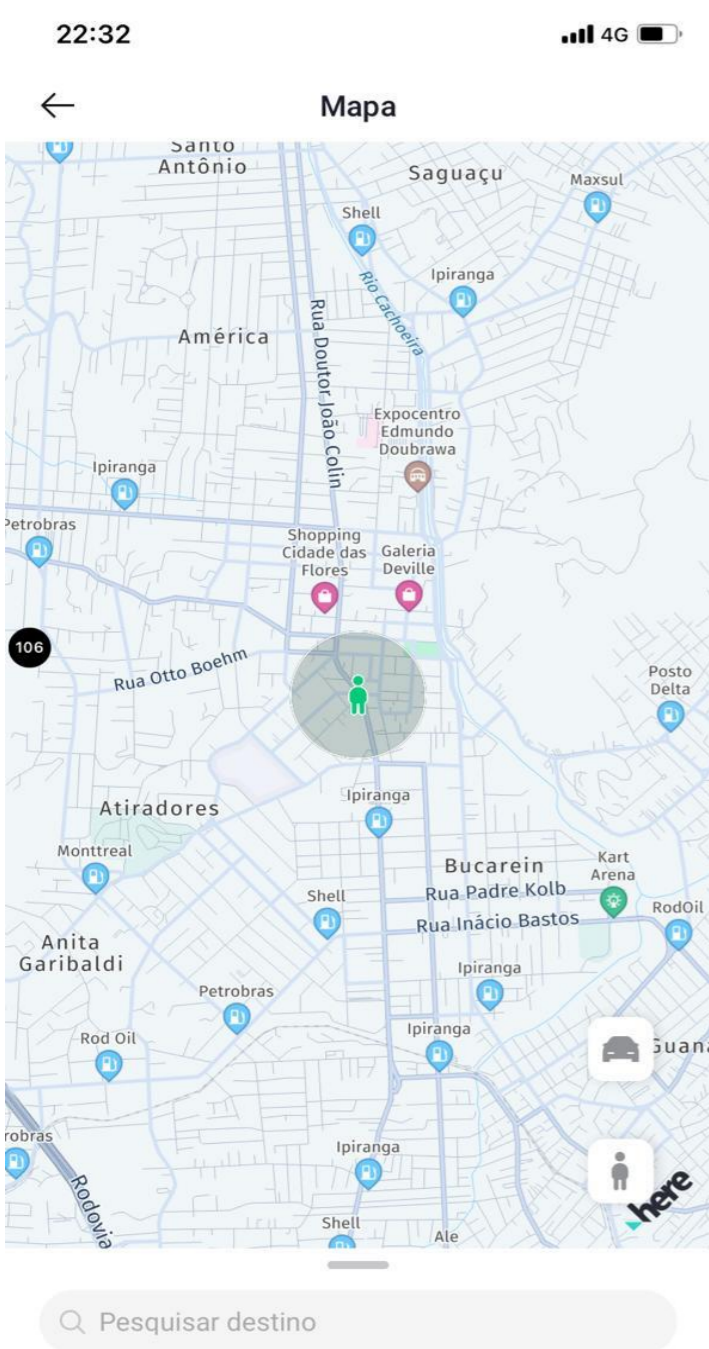 22:32
4G
Mapa
Santo
Antônio
Saguaçu
Maxsul
Shell
Ipiranga
Rio Cachoeira
América
Rua Doutor João Colin
Expocentro
Edmundo
Doubrawa
Ipiranga
Petrobras
Shopping
Cidade das
Flores
Galeria
Deville
106
Rua Otto Boehm
Posto
Delta
Ipiranga
Atiradores
Monttreal
Bucarein
Kart
Arena
Rua Padre Kolb
Shell
RodOil
Rua Inácio Bastos
Anita
Garibaldi
Ipiranga
Petrobras
Ipiranga
Rod Oil
Guana
robras
Ipiranga
Rodovia
here
Shell
Ale
Pesquisar destino